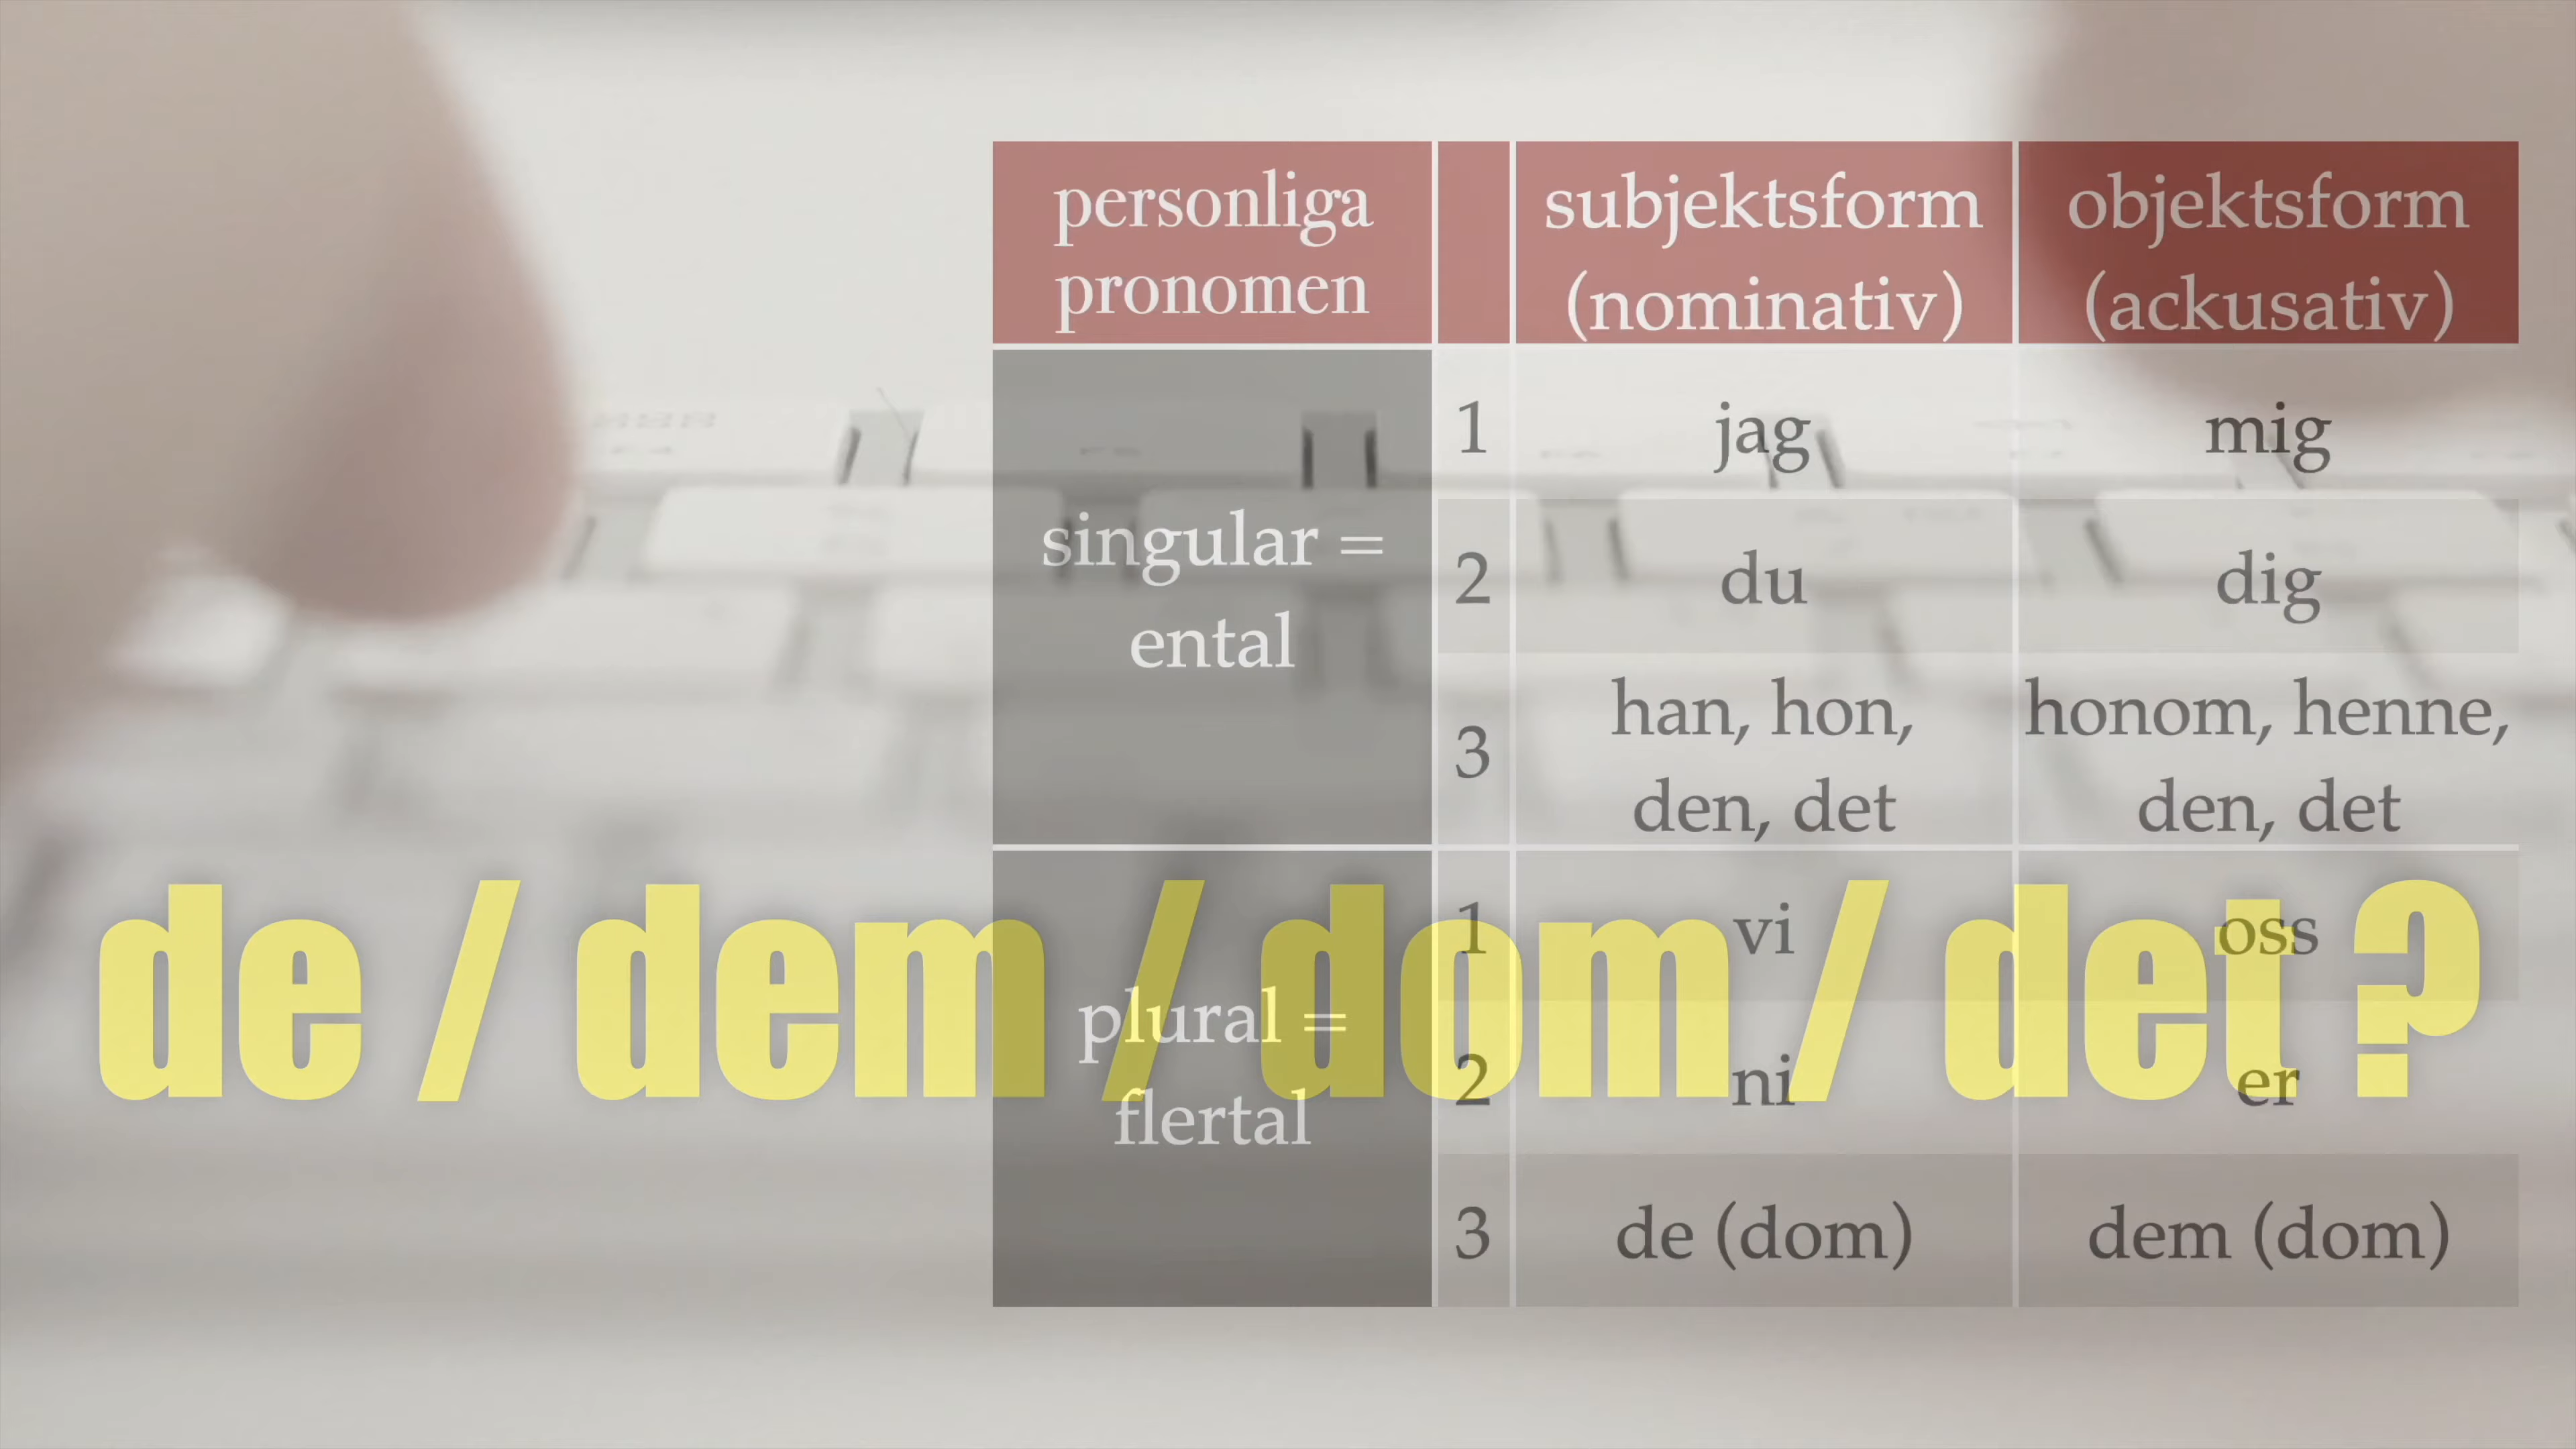 personliga
pronomen
subjektsform
(nominativ)
objektsform
(ackusativ)
singular =
ental
1
jag
mig
2
du
dig
3
han, hon,
den, det
honom, henne,
den, det
plural =
flertal
1
vi
oss
2
ni
er
3
de (dom)
dem (dom)
de / dem / dom / det ?